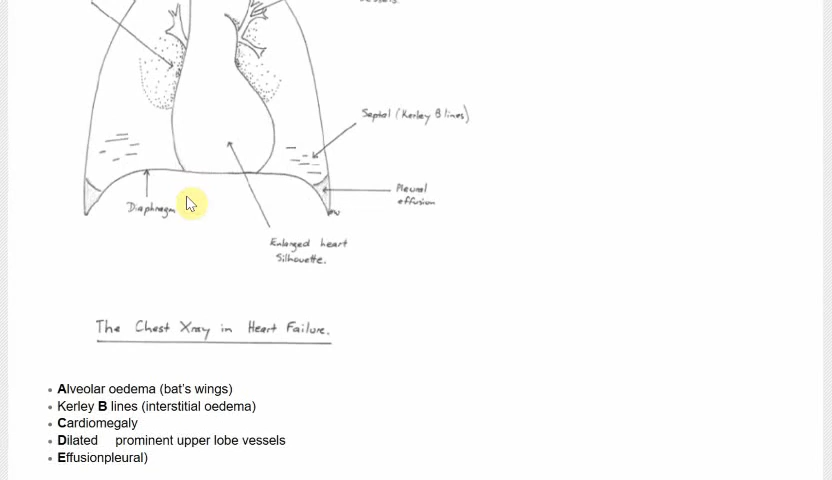 Septal (Kerley B lines)
Pleural
effusion
Diaphragm
Enlarged heart
Silhouette.
The Chest Xray in Heart Failure.
Alveolar oedema (bat's wings)
Kerley B lines (interstitial oedema)
Cardiomegaly
Dilated prominent upper lobe vessels
Effusionpleural)